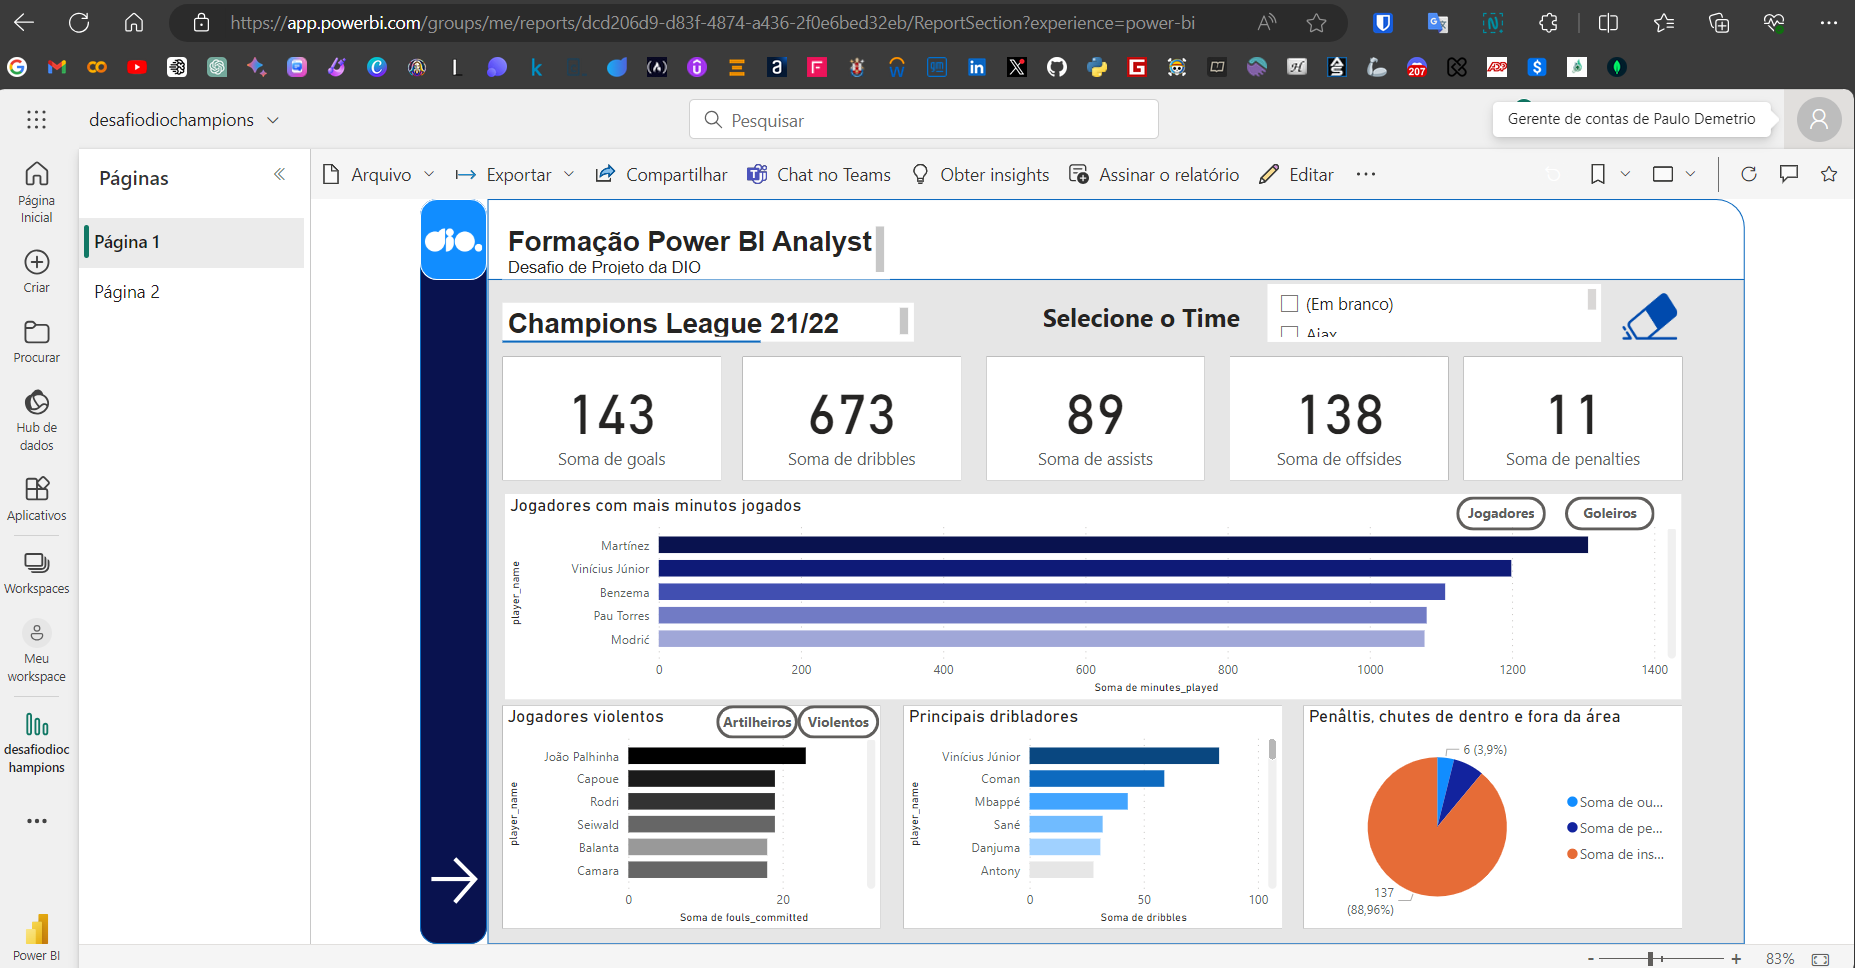 https://app.powerbi.com/groups/me/reports/dcd206d9-d83f-4874-a436-2f0e6bed32eb/ReportSection?experience=power-bi
desafiodiochampions
Pesquisar
Gerente de contas de Paulo Demetrio
Página
Inicial
Criar
Procurar
Hub de
dados
Aplicativos
Workspaces
Meu
workspace
desafiodioc
hampions
Power BI
Páginas
Página 1
Página 2
Arquivo
Exportar
Compartilhar
Chat no Teams
Obter insights
Assinar o relatório
Editar
dio.
Formação Power BI Analyst
Desafio de Projeto da DIO
Champions League 21/22
Selecione o Time
(Em branco)
Ajax
143
Soma de goals
673
Soma de dribbles
89
Soma de assists
138
Soma de offsides
11
Soma de penalties
Jogadores com mais minutos jogados
Jogadores
Goleiros
player_name
Martínez
Vinícius Júnior
Benzema
Pau Torres
Modrić
0 200 400 600 800 1000 1200 1400
Soma de minutes_played
Jogadores violentos
Artilheiros
Violentos
player_name
João Palhinha
Capoue
Rodri
Seiwald
Balanta
Camara
0 20
Soma de fouls_committed
Principais dribladores
player_name
Vinícius Júnior
Coman
Mbappé
Sané
Danjuma
Antony
0 50 100
Soma de dribbles
Penâltis, chutes de dentro e fora da área
6 (3,9%)
137
(88,96%)
Soma de ou...
Soma de pe...
Soma de ins...
- + 83%